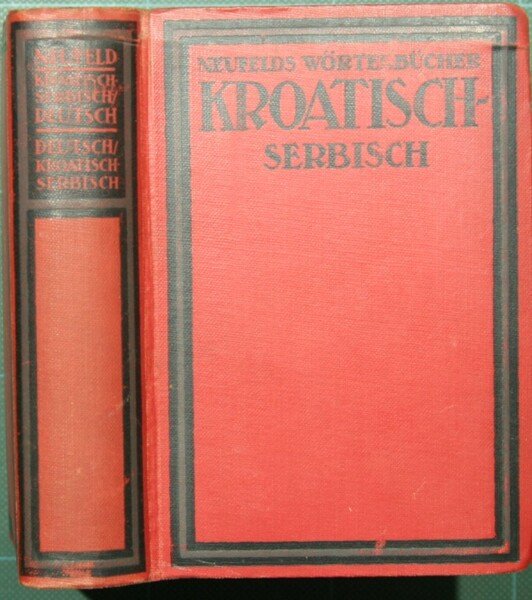 NEUFELD
KROATISCH-
SERBISCH/
DEUTSCH
DEUTSCH/
KROATISCH-
SERBISCH
NEUFELDS WÖRTERBÜCHER
KROATISCH-
SERBISCH